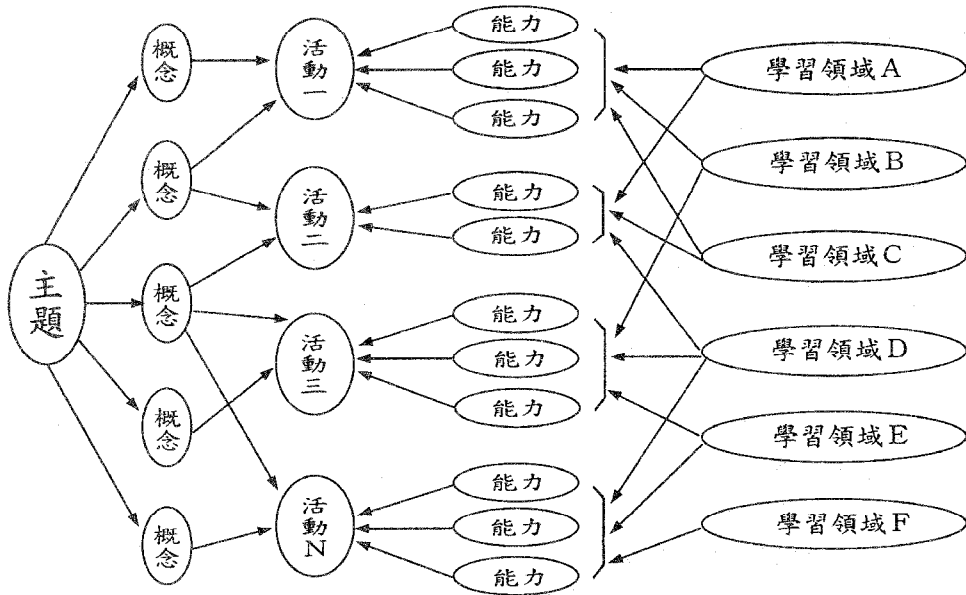 主題
概念
概念
概念
概念
概念
活動一
活動二
活動三
活動N
能力
能力
能力
能力
能力
能力
能力
能力
能力
能力
能力
學習領域A
學習領域B
學習領域C
學習領域D
學習領域E
學習領域F